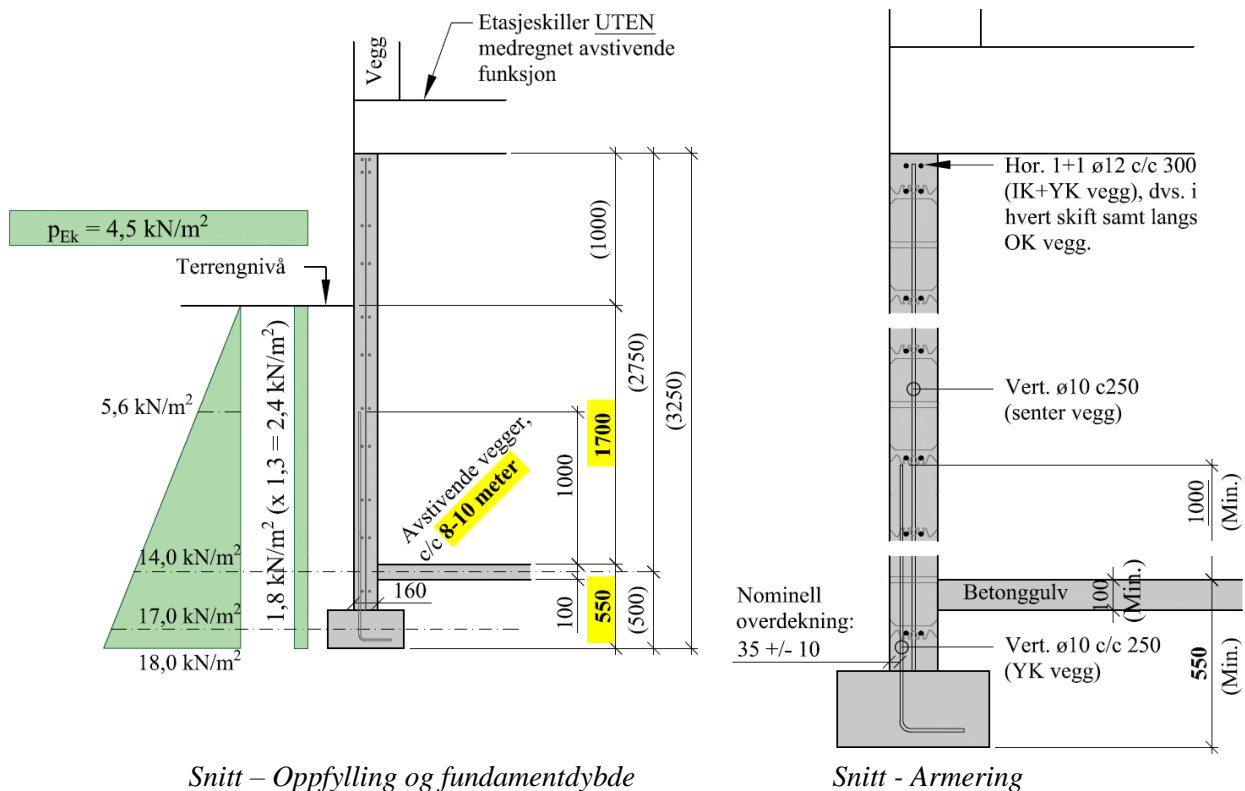 Etasjeskiller UTEN
medregnet avstivende
funksjon
Vegg
p_Ek = 4,5 kN/m²
Terrengnivå
(1000)
(2750)
(3250)
5,6 kN/m²
1,8 kN/m² (x 1,3 = 2,4 kN/m²)
Avstivende vegger,
c/c 8-10 meter
1000
1700
14,0 kN/m²
160
100
550
(500)
17,0 kN/m²
18,0 kN/m²
Snitt – Oppfylling og fundamentdybde
Hor. 1+1 ø12 c/c 300
(IK+YK vegg), dvs. i
hvert skift samt langs
OK vegg.
Vert. ø10 c250
(senter vegg)
1000
(Min.)
Betonggulv
100
(Min.)
Nominell
overdekning:
35 +/- 10
Vert. ø10 c/c 250
(YK vegg)
550
(Min.)
Snitt - Armering